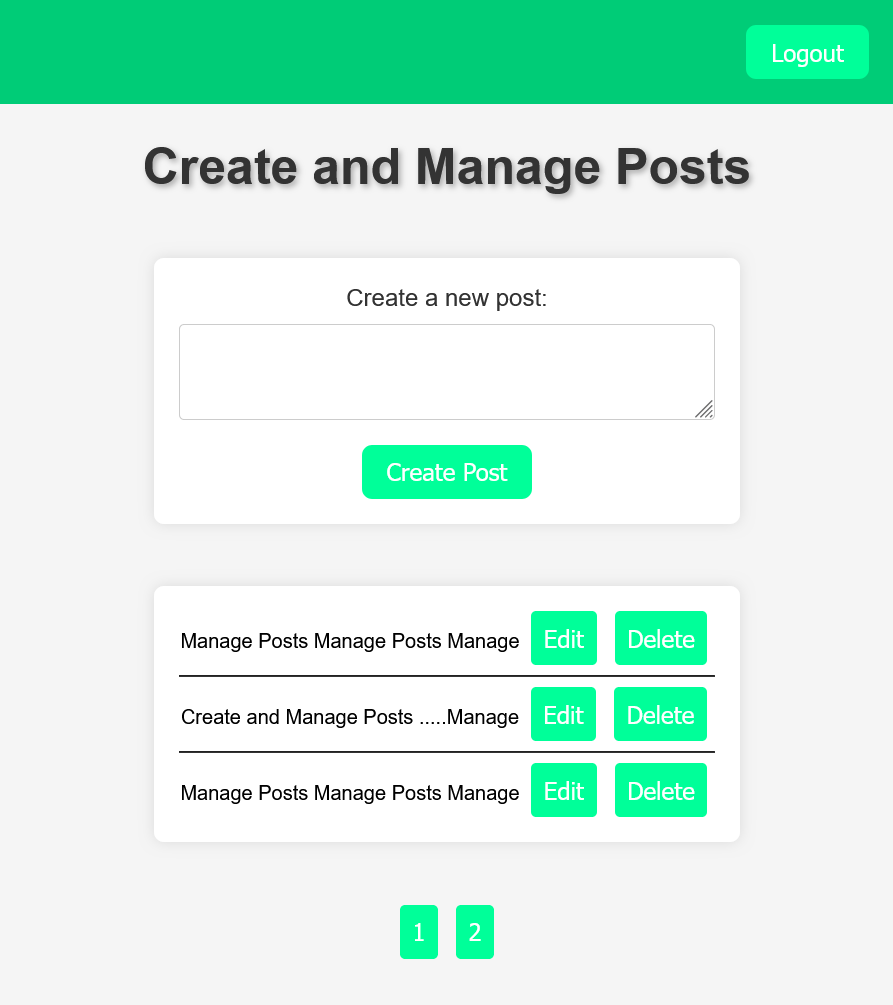 Logout
Create and Manage Posts
Create a new post:
Create Post
Manage Posts Manage Posts Manage Edit Delete
Create and Manage Posts .....Manage Edit Delete
Manage Posts Manage Posts Manage Edit Delete
1 2